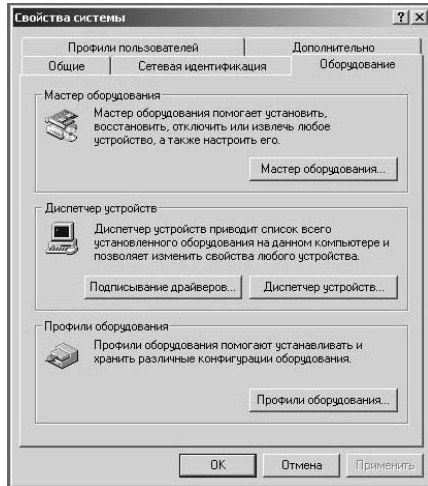 Свойства системы
Профили пользователей
Дополнительно
Общие
Сетевая идентификация
Оборудование
Мастер оборудования
Мастер оборудования помогает установить,
восстановить, отключить или извлечь любое
устройство, а также настроить его.
Мастер оборудования...
Диспетчер устройств
Диспетчер устройств приводит список всего
установленного оборудования на данном компьютере и
позволяет изменить свойства любого устройства.
Подписывание драйверов...
Диспетчер устройств...
Профили оборудования
Профили оборудования помогают устанавливать и
хранить различные конфигурации оборудования.
Профили оборудования...
OK
Отмена
Применить